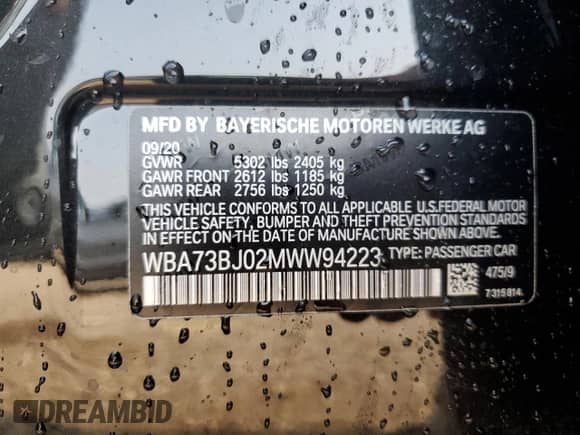 MFD BY BAYERISCHE MOTOREN WERKE AG
09/20
GVWR 5302 lbs 2405 kg
GAWR FRONT 2612 lbs 1185 kg
GAWR REAR 2756 lbs 1250 kg
THIS VEHICLE CONFORMS TO ALL APPLICABLE U.S.FEDERAL MOTOR
VEHICLE SAFETY, BUMPER AND THEFT PREVENTION
STANDARDS IN EFFECT ON THE DATE OF MANUFACTURE SHOWN ABOVE.
WBA73BJ02MWW94223 TYPE: PASSENGER CAR
475/9
7315814
DREAMBID